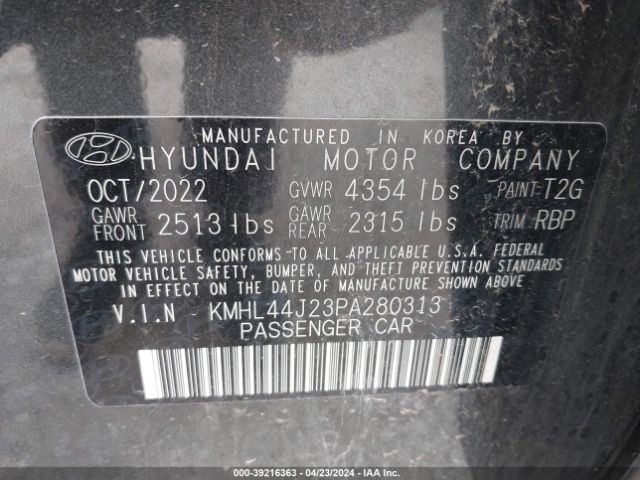 MANUFACTURED IN KOREA BY
HYUNDAI MOTOR COMPANY
OCT/2022 GVWR 4354 lbs PAINT T2G
GAWR FRONT 2513 lbs GAWR REAR 2315 lbs TRIM RBP
THIS VEHICLE CONFORMS TO ALL APPLICABLE U.S.A. FEDERAL
MOTOR VEHICLE SAFETY, BUMPER, AND THEFT PREVENTION STANDARDS
IN EFFECT ON THE DATE OF MANUFACTURE SHOWN ABOVE.
V.I.N KMHL44J23PA280313
PASSENGER CAR
KMH--39216363 - 04/23/2024 - IAA Inc.